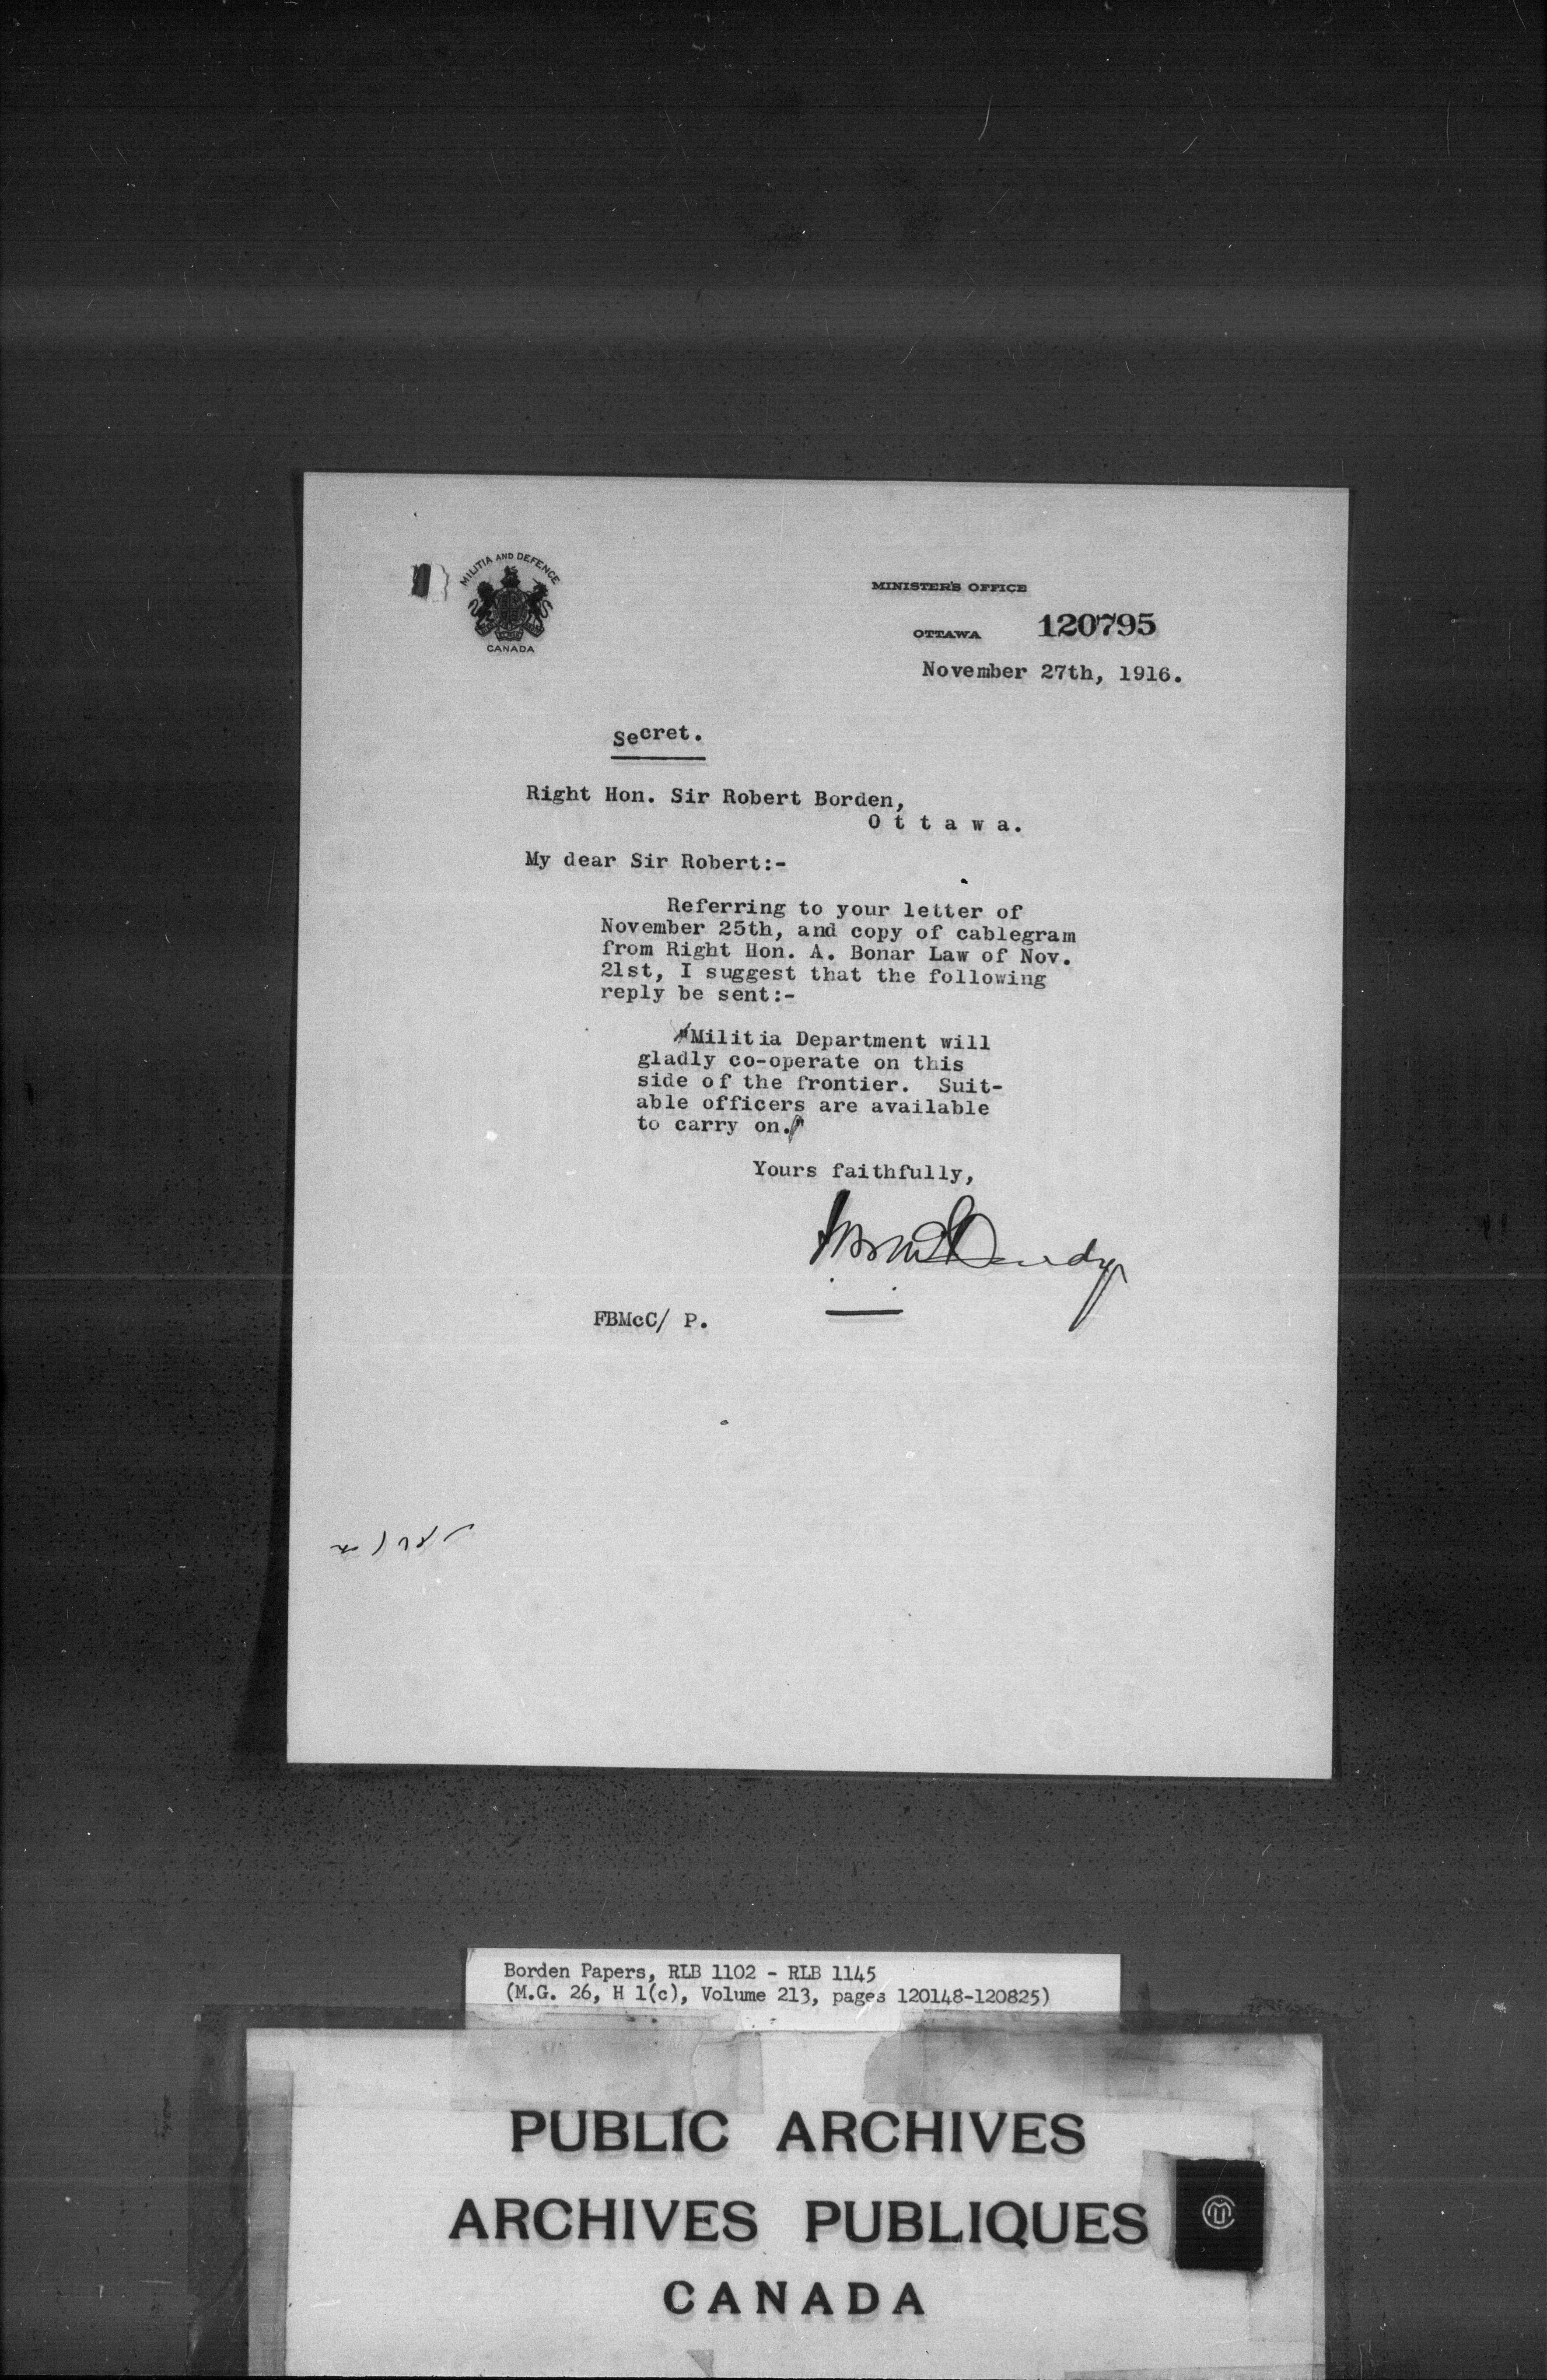 MILITIA AND DEFENCE
CANADA
MINISTER'S OFFICE
OTTAWA 120795
November 27th, 1916.
Secret.
Right Hon. Sir Robert Borden,
O t t a w a.
My dear Sir Robert:-
Referring to your letter of
November 25th, and copy of cablegram
from Right Hon. A. Bonar Law of Nov.
21st, I suggest that the following
reply be sent:-
"Militia Department will
gladly co-operate on this
side of the frontier. Suit-
able officers are available
to carry on."
Yours faithfully,
FBMcC/ P.
Borden Papers, RLB 1102 - RLB 1145
(M.G. 26, H 1(c), Volume 213, pages 120148-120825)
PUBLIC ARCHIVES
ARCHIVES PUBLIQUES
CANADA